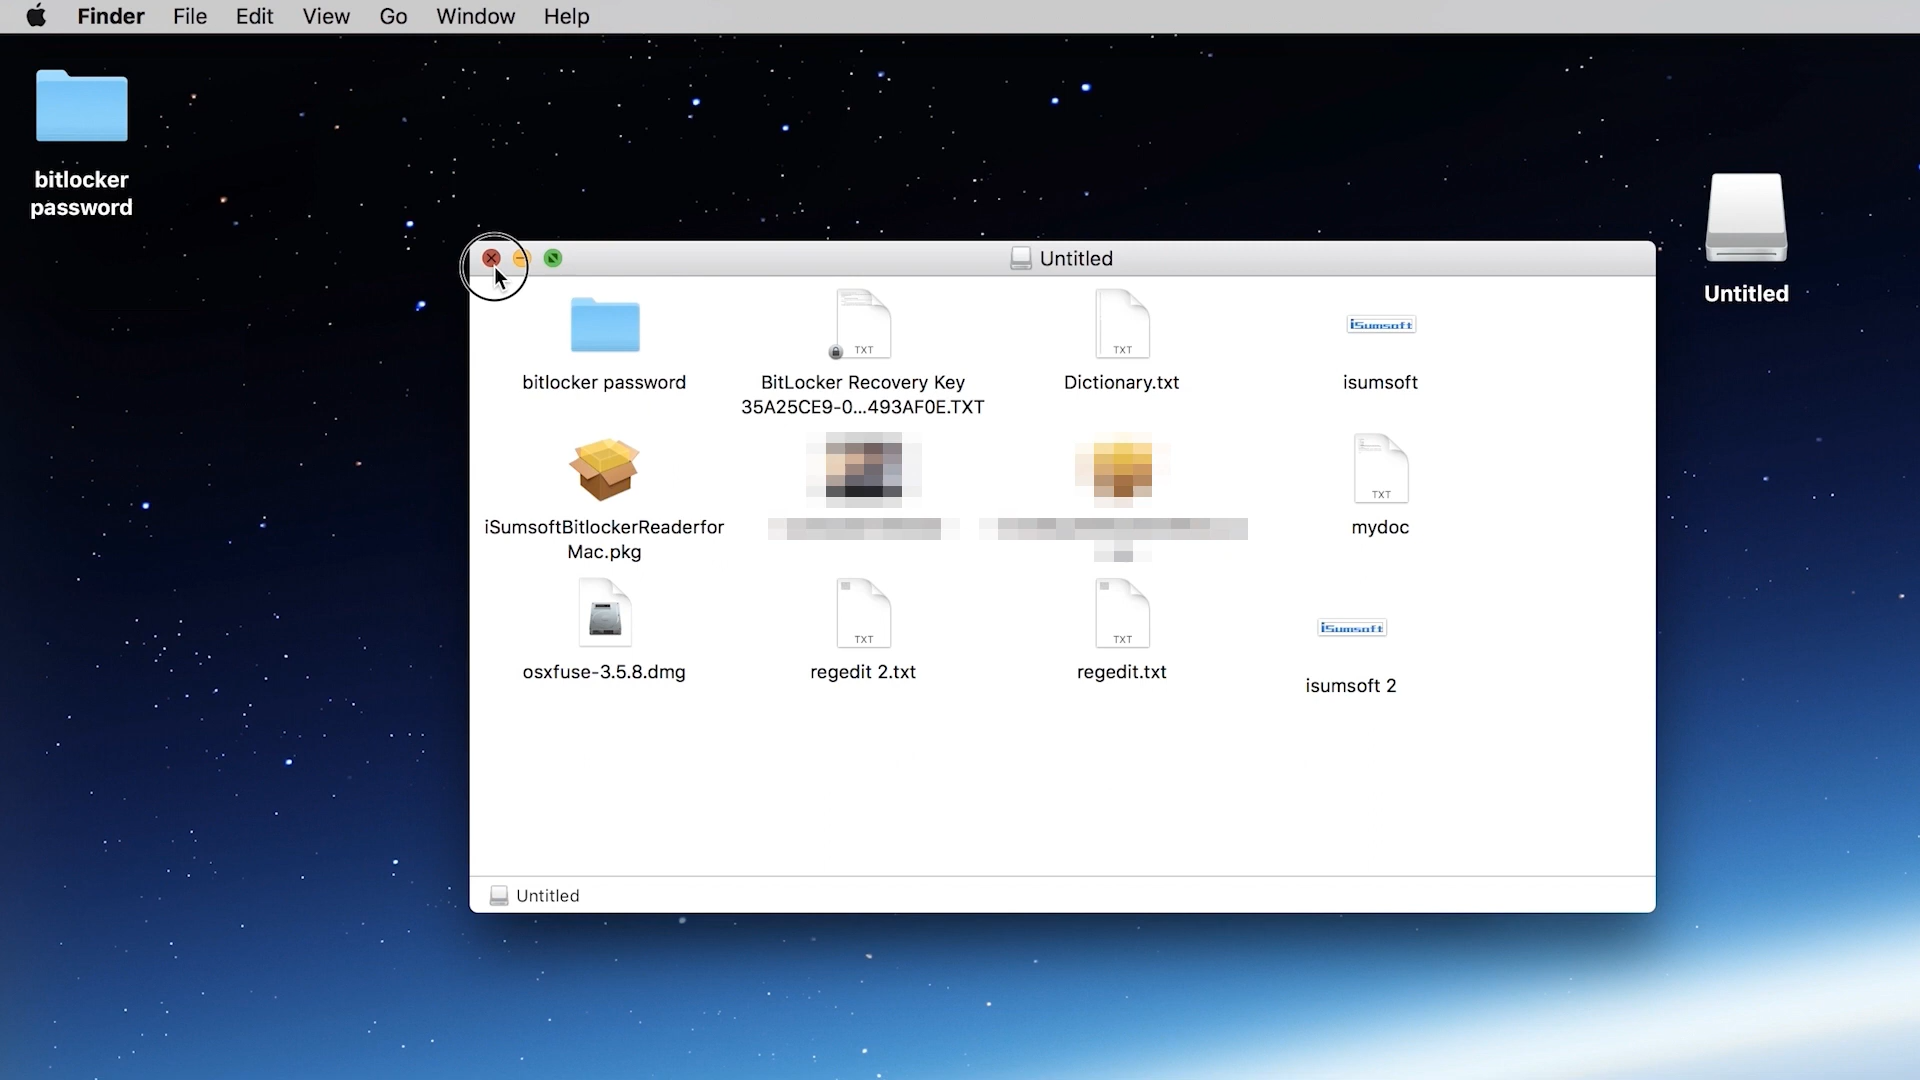 Finder File Edit View Go Window Help
bitlocker
password
Untitled
Untitled
bitlocker password
TXT
BitLocker Recovery Key
35A25CE9-0...493AF0E.TXT
TXT
Dictionary.txt
iSumsoft
isumsoft
iSumsoftBitlockerReaderfor
Mac.pkg
TXT
mydoc
osxfuse-3.5.8.dmg
TXT
regedit 2.txt
TXT
regedit.txt
iSumsoft
isumsoft 2
Untitled